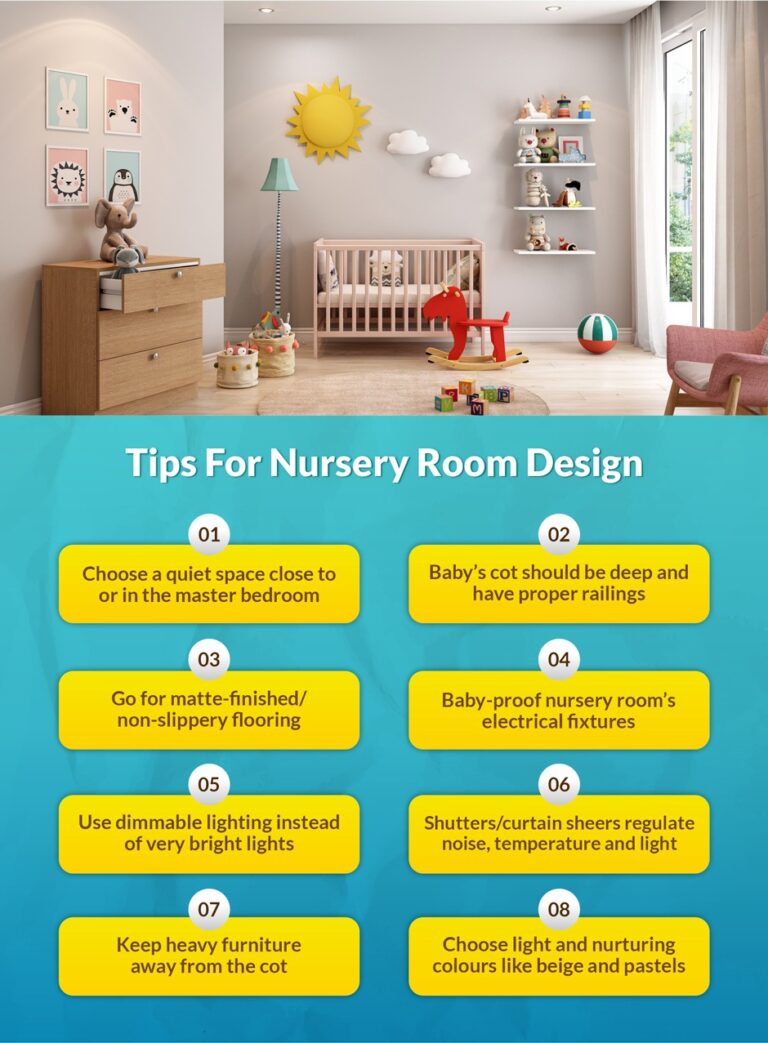 Tips For Nursery Room Design
01
Choose a quiet space close to
or in the master bedroom
02
Baby's cot should be deep and
have proper railings
03
Go for matte-finished/
non-slippery flooring
04
Baby-proof nursery room's
electrical fixtures
05
Use dimmable lighting instead
of very bright lights
06
Shutters/curtain sheers regulate
noise, temperature and light
07
Keep heavy furniture
away from the cot
08
Choose light and nurturing
colours like beige and pastels